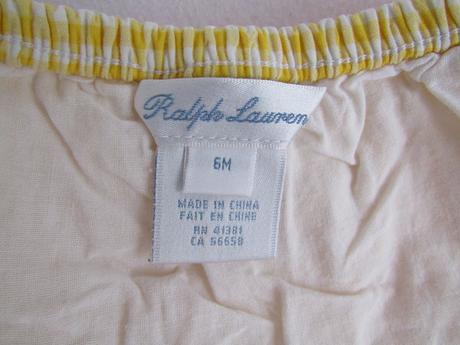 Ralph Lauren
6M
MADE IN CHINA
FAIT EN CHINE
RN 41381
CA 56658